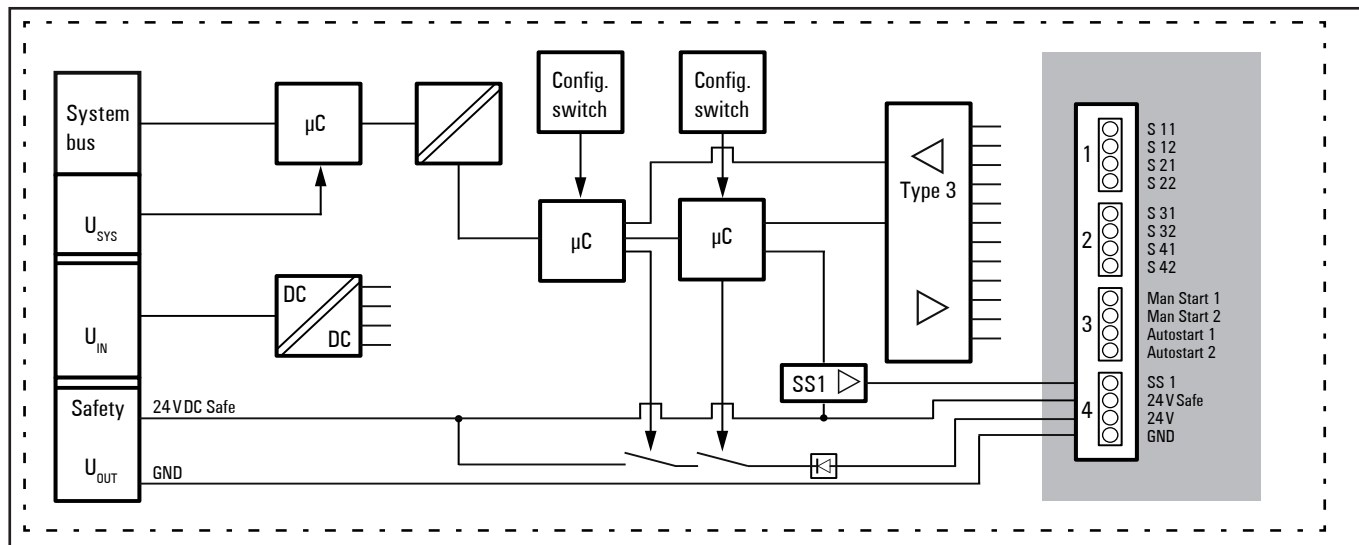 System
bus
U_SYS
U_IN
Safety
U_OUT
24 V DC Safe
GND
µC
DC
DC
Config.
switch
Config.
switch
µC
µC
Type 3
SS1
1
S 11
S 12
S 21
S 22
2
S 31
S 32
S 41
S 42
3
Man Start 1
Man Start 2
Autostart 1
Autostart 2
4
SS 1
24 V Safe
24 V
GND